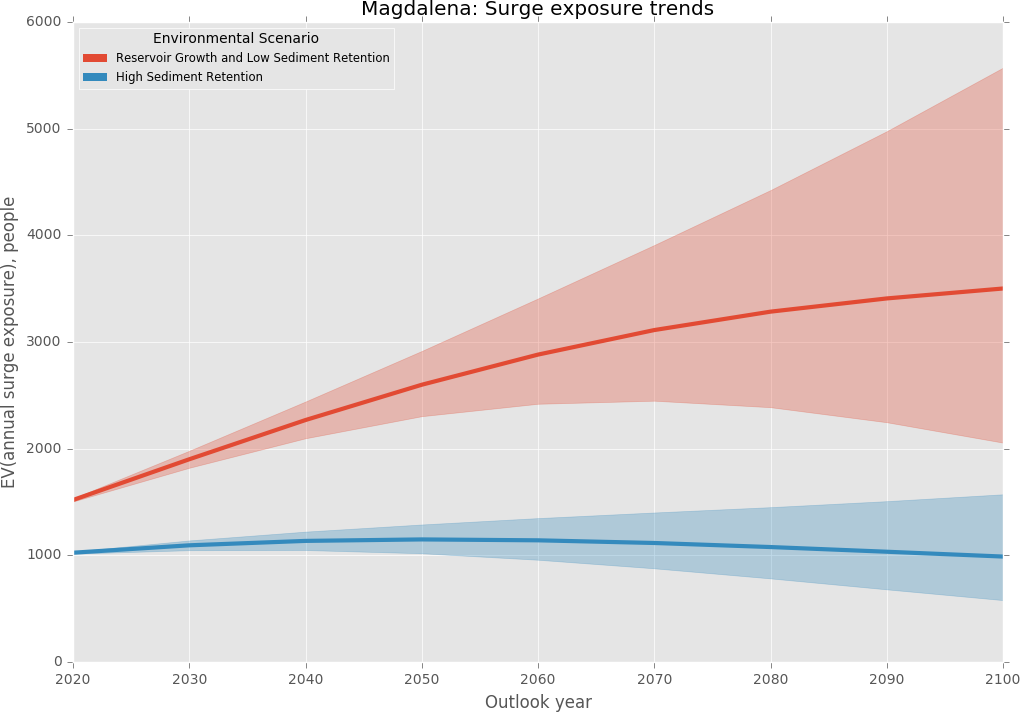 Magdalena: Surge exposure trends
6000
5000
4000
3000
2000
1000
0
EV(annual surge exposure), people
Environmental Scenario
Reservoir Growth and Low Sediment Retention
High Sediment Retention
2020 2030 2040 2050 2060 2070 2080 2090 2100
Outlook year